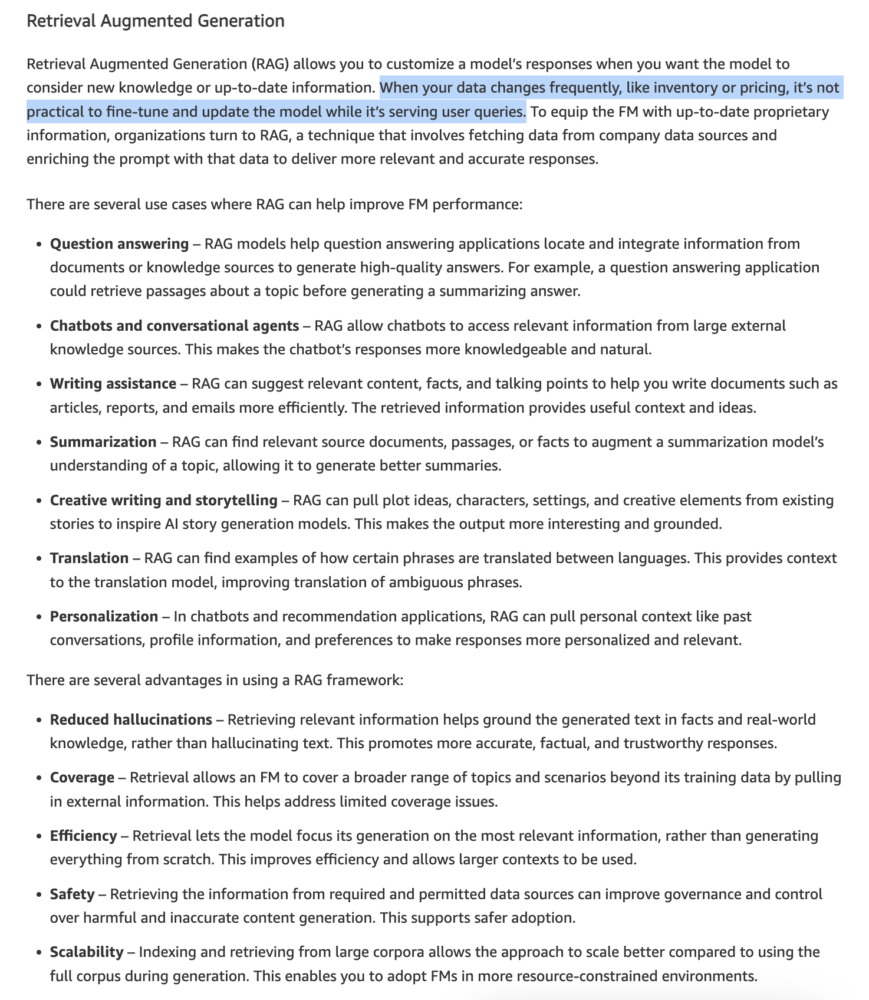 Retrieval Augmented Generation
Retrieval Augmented Generation (RAG) allows you to customize a model’s responses when you want the model to
consider new knowledge or up-to-date information. When your data changes frequently, like inventory or pricing, it’s not
practical to fine-tune and update the model while it’s serving user queries. To equip the FM with up-to-date proprietary
information, organizations turn to RAG, a technique that involves fetching data from company data sources and
enriching the prompt with that data to deliver more relevant and accurate responses.
There are several use cases where RAG can help improve FM performance:
• Question answering – RAG models help question answering applications locate and integrate information from
documents or knowledge sources to generate high-quality answers. For example, a question answering application
could retrieve passages about a topic before generating a summarizing answer.
• Chatbots and conversational agents – RAG allow chatbots to access relevant information from large external
knowledge sources. This makes the chatbot’s responses more knowledgeable and natural.
• Writing assistance – RAG can suggest relevant content, facts, and talking points to help you write documents such as
articles, reports, and emails more efficiently. The retrieved information provides useful context and ideas.
• Summarization – RAG can find relevant source documents, passages, or facts to augment a summarization model’s
understanding of a topic, allowing it to generate better summaries.
• Creative writing and storytelling – RAG can pull plot ideas, characters, settings, and creative elements from existing
stories to inspire AI story generation models. This makes the output more interesting and grounded.
• Translation – RAG can find examples of how certain phrases are translated between languages. This provides context
to the translation model, improving translation of ambiguous phrases.
• Personalization – In chatbots and recommendation applications, RAG can pull personal context like past
conversations, profile information, and preferences to make responses more personalized and relevant.
There are several advantages in using a RAG framework:
• Reduced hallucinations – Retrieving relevant information helps ground the generated text in facts and real-world
knowledge, rather than hallucinating text. This promotes more accurate, factual, and trustworthy responses.
• Coverage – Retrieval allows an FM to cover a broader range of topics and scenarios beyond its training data by pulling
in external information. This helps address limited coverage issues.
• Efficiency – Retrieval lets the model focus its generation on the most relevant information, rather than generating
everything from scratch. This improves efficiency and allows larger contexts to be used.
• Safety – Retrieving the information from required and permitted data sources can improve governance and control
over harmful and inaccurate content generation. This supports safer adoption.
• Scalability – Indexing and retrieving from large corpora allows the approach to scale better compared to using the
full corpus during generation. This enables you to adopt FMs in more resource-constrained environments.